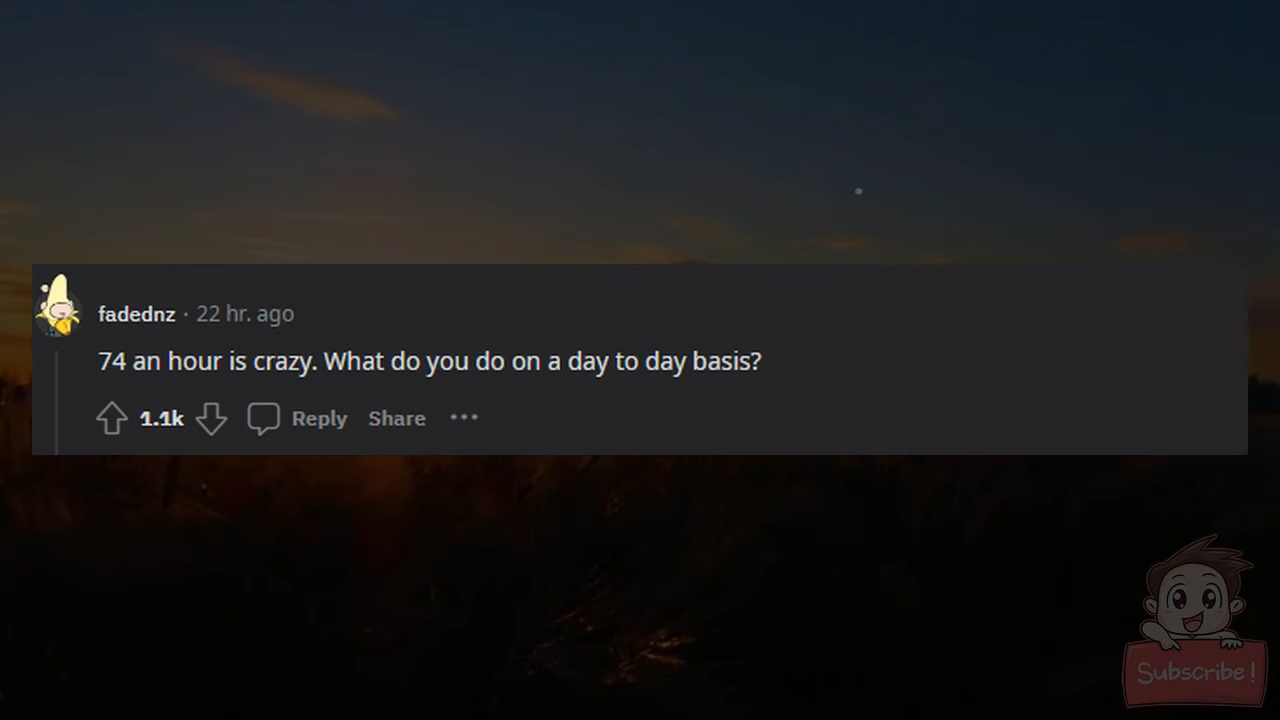 fadednz · 22 hr. ago
74 an hour is crazy. What do you do on a day to day basis?
1.1k Reply Share ···
Subscribe!